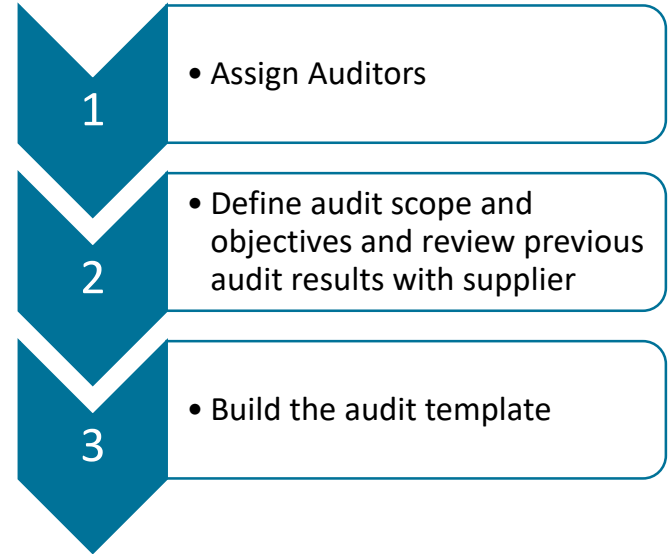 1
• Assign Auditors
2
• Define audit scope and
objectives and review previous
audit results with supplier
3
• Build the audit template